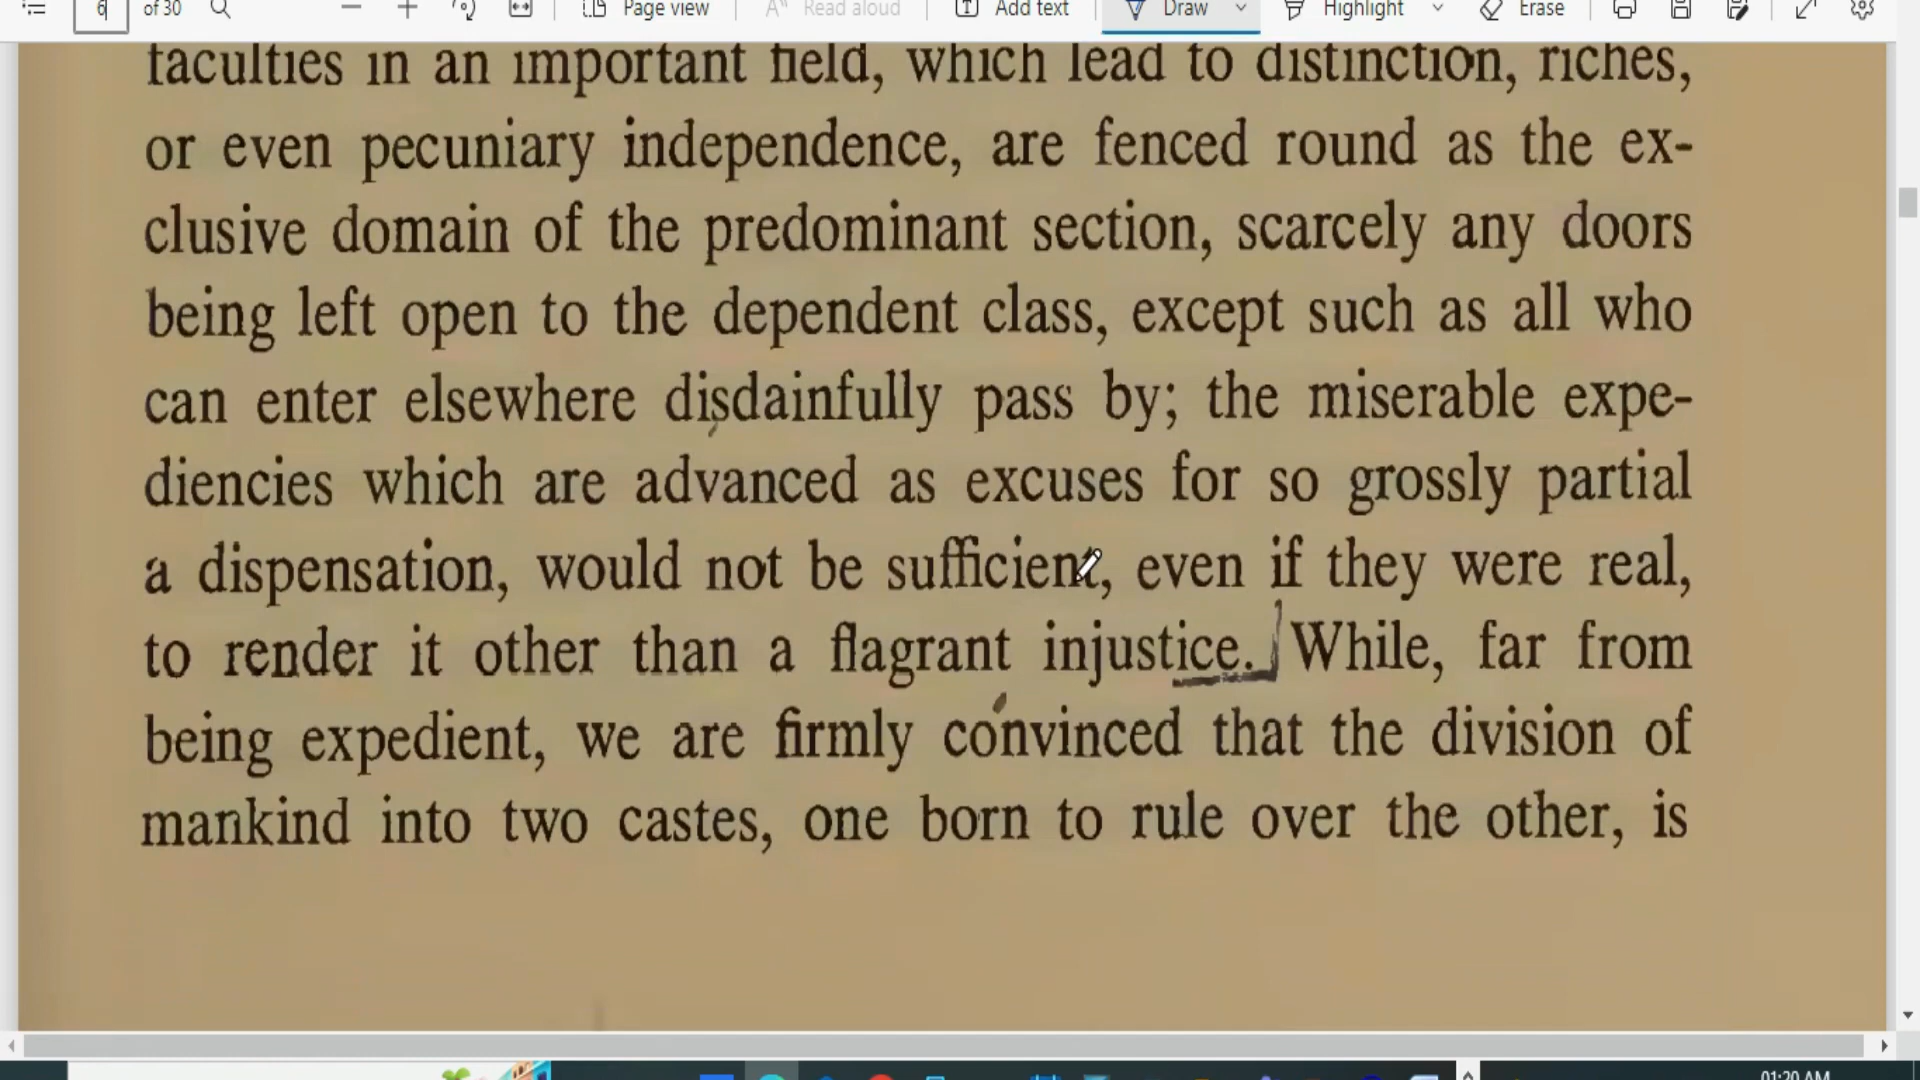 6 of 30 Page view Read aloud Add text Draw Highlight Erase
faculties in an important field, which lead to distinction, riches,
or even pecuniary independence, are fenced round as the ex-
clusive domain of the predominant section, scarcely any doors
being left open to the dependent class, except such as all who
can enter elsewhere disdainfully pass by; the miserable expe-
diencies which are advanced as excuses for so grossly partial
a dispensation, would not be sufficient, even if they were real,
to render it other than a flagrant injustice. While, far from
being expedient, we are firmly convinced that the division of
mankind into two castes, one born to rule over the other, is
01:20 AM